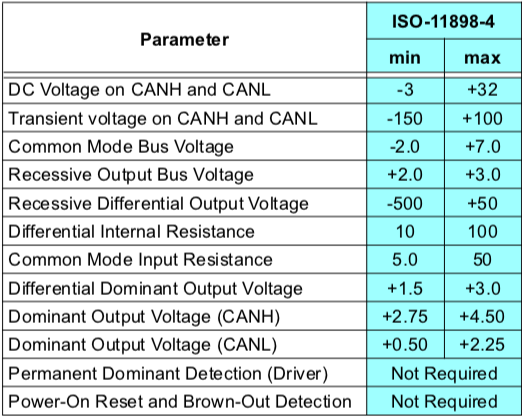 Parameter ISO-11898-4
min max
DC Voltage on CANH and CANL -3 +32
Transient voltage on CANH and CANL -150 +100
Common Mode Bus Voltage -2.0 +7.0
Recessive Output Bus Voltage +2.0 +3.0
Recessive Differential Output Voltage -500 +50
Differential Internal Resistance 10 100
Common Mode Input Resistance 5.0 50
Differential Dominant Output Voltage +1.5 +3.0
Dominant Output Voltage (CANH) +2.75 +4.50
Dominant Output Voltage (CANL) +0.50 +2.25
Permanent Dominant Detection (Driver) Not Required
Power-On Reset and Brown-Out Detection Not Required